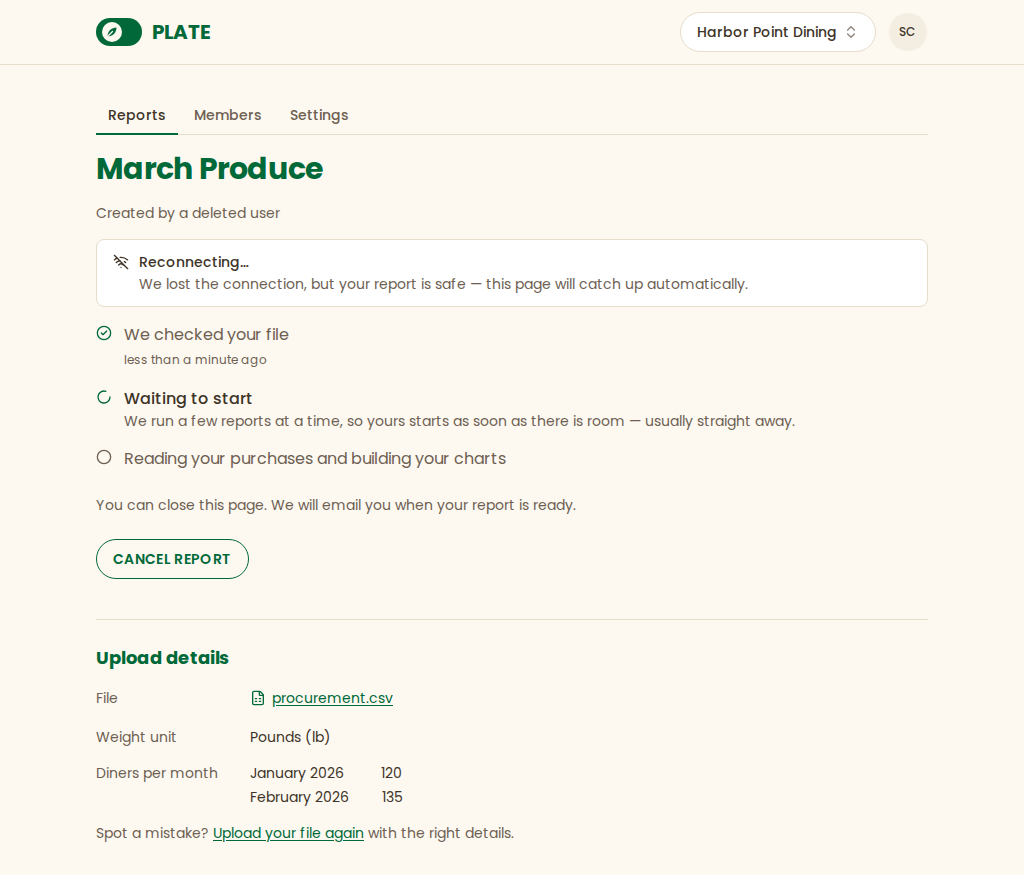 PLATE
Harbor Point Dining
SC
Reports Members Settings
March Produce
Created by a deleted user
Reconnecting…
We lost the connection, but your report is safe — this page will catch up automatically.
We checked your file
less than a minute ago
Waiting to start
We run a few reports at a time, so yours starts as soon as there is room — usually straight away.
Reading your purchases and building your charts
You can close this page. We will email you when your report is ready.
CANCEL REPORT
Upload details
File procurement.csv
Weight unit Pounds (lb)
Diners per month January 2026 120
February 2026 135
Spot a mistake? Upload your file again with the right details.